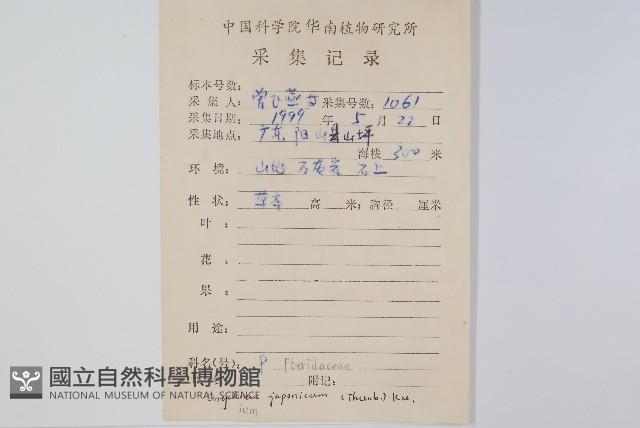 中国科学院华南植物研究所
采集记录
标本号数:
采集人: 曾飞燕等 采集号数: 1061
采集日期: 1999 年 5 月 22 日
采集地点: 广东 阳山县山坪
海拔 300 米
环境: 山地 石灰岩 石上
性状: 草本 高 米; 胸径 厘米
叶:
花:
果:
用途:
科名(号): P Pteridaceae
附记:
japonicum (Thunb.) Kze.
國立自然科學博物館
NATIONAL MUSEUM OF NATURAL SCIENCE